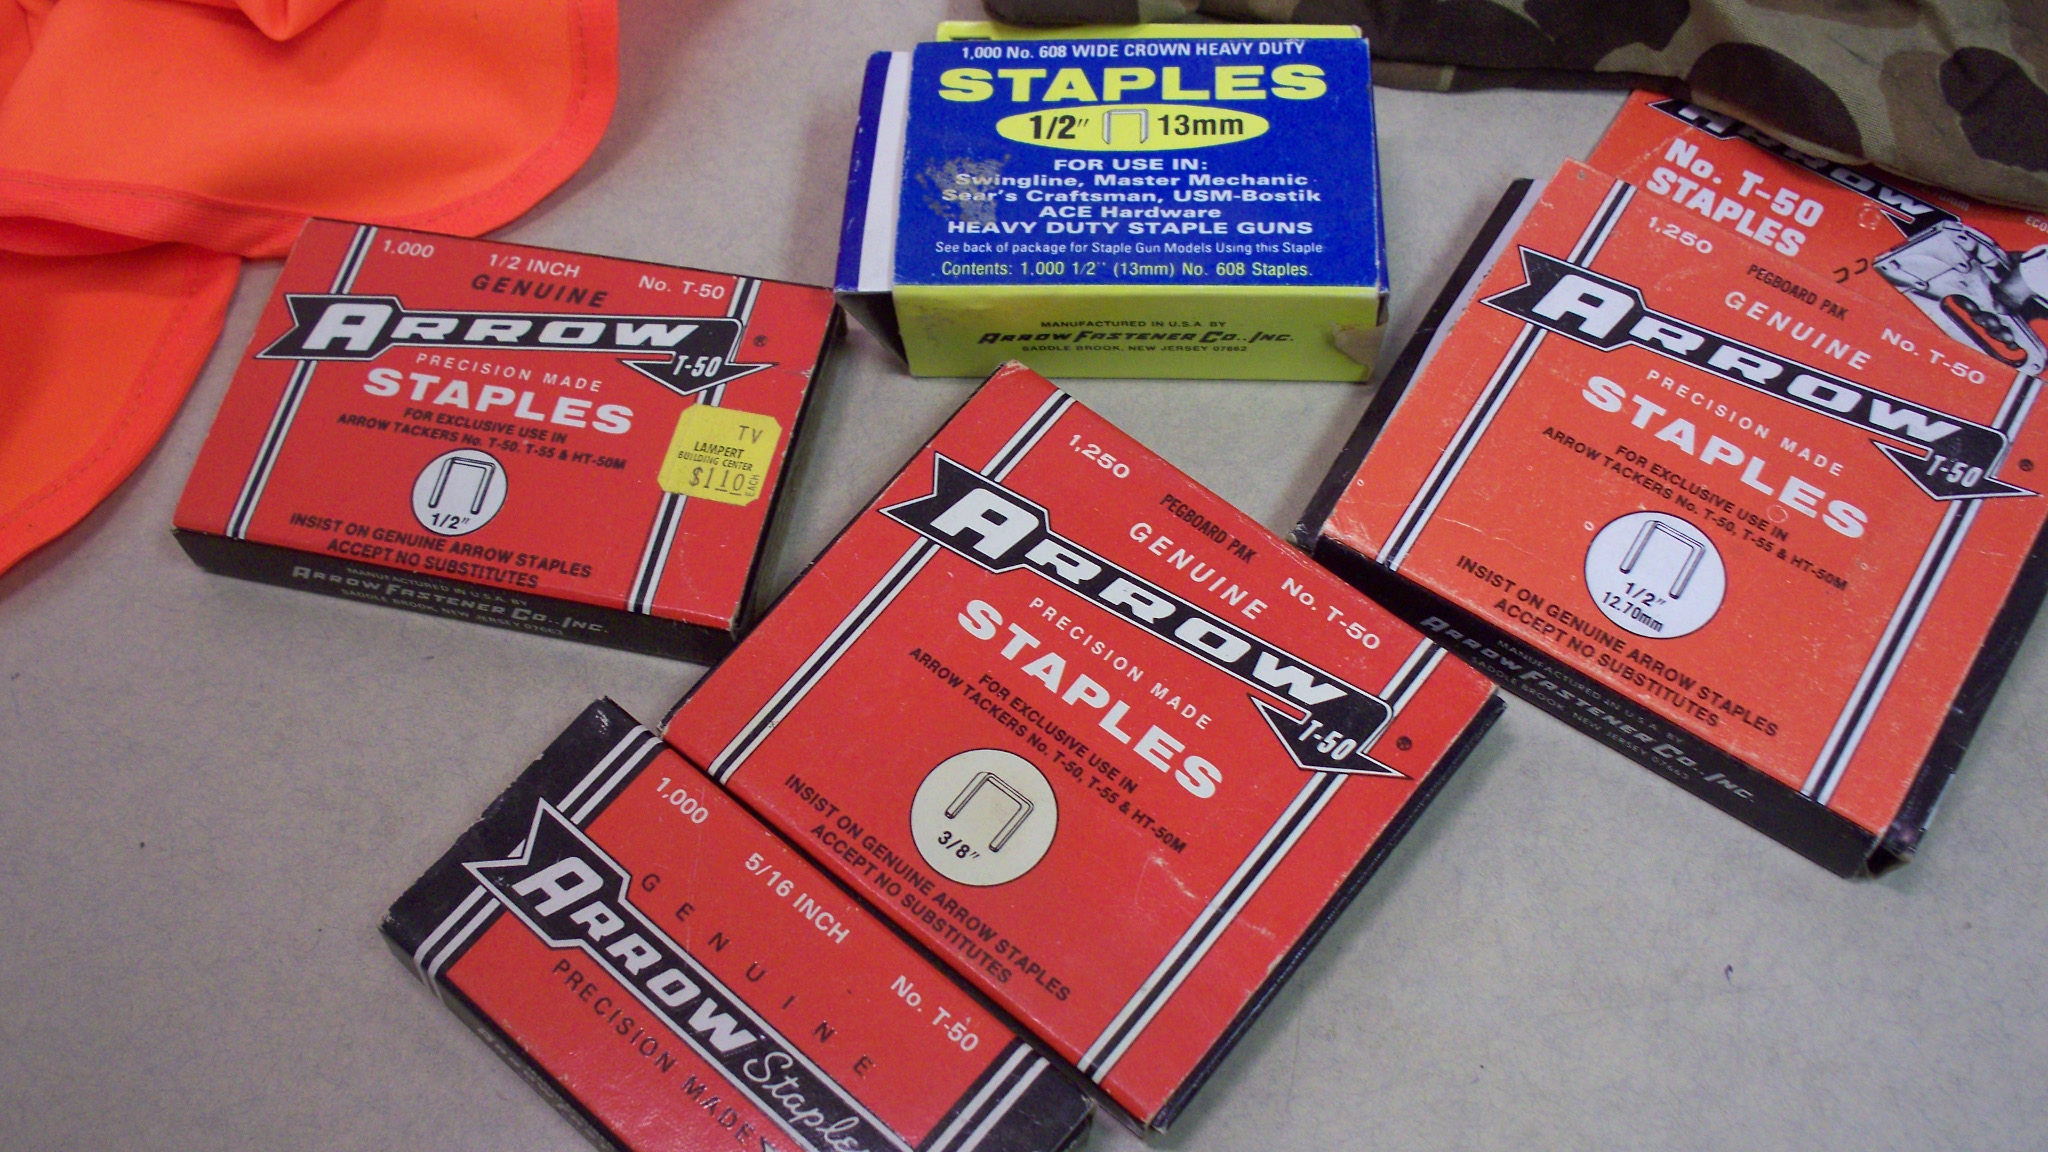 1,000 No. 608 WIDE CROWN HEAVY DUTY
STAPLES
1/2" 13mm
FOR USE IN:
Swingline, Master Mechanic
Sear's Craftsman, USM-Bostik
ACE Hardware
HEAVY DUTY STAPLE GUNS
See back of package for Staple Gun Models Using this Staple
Contents: 1,000 1/2" (13mm) No. 608 Staples.
MANUFACTURED IN U.S.A. BY
ARROW FASTENER CO., INC.
SADDLE BROOK, NEW JERSEY 07662
1,000 1/2 INCH No. T-50
GENUINE
ARROW ®
T-50
PRECISION MADE
STAPLES
FOR EXCLUSIVE USE IN
ARROW TACKERS No. T-50, T-55 & HT-50M
1/2"
INSIST ON GENUINE ARROW STAPLES
ACCEPT NO SUBSTITUTES
TV
LAMPERT
BUILDING CENTER
$1.10 EACH
MANUFACTURED IN U.S.A. BY
ARROW FASTENER CO., INC.
SADDLE BROOK, NEW JERSEY 07662
ARROW
No. T-50
STAPLES
1,250 PEGBOARD PAK No. T-50
GENUINE
ARROW ®
T-50
PRECISION MADE
STAPLES
FOR EXCLUSIVE USE IN
ARROW TACKERS No. T-50, T-55 & HT-50M
1/2"
12.70mm
INSIST ON GENUINE ARROW STAPLES
ACCEPT NO SUBSTITUTES
MANUFACTURED IN U.S.A. BY
ARROW FASTENER CO., INC.
SADDLE BROOK, NEW JERSEY 07662
1,250 PEGBOARD PAK No. T-50
GENUINE
ARROW ®
T-50
PRECISION MADE
STAPLES
FOR EXCLUSIVE USE IN
ARROW TACKERS No. T-50, T-55 & HT-50M
3/8"
INSIST ON GENUINE ARROW STAPLES
ACCEPT NO SUBSTITUTES
1,000 5/16 INCH No. T-50
GENUINE
ARROW Staple
PRECISION MADE